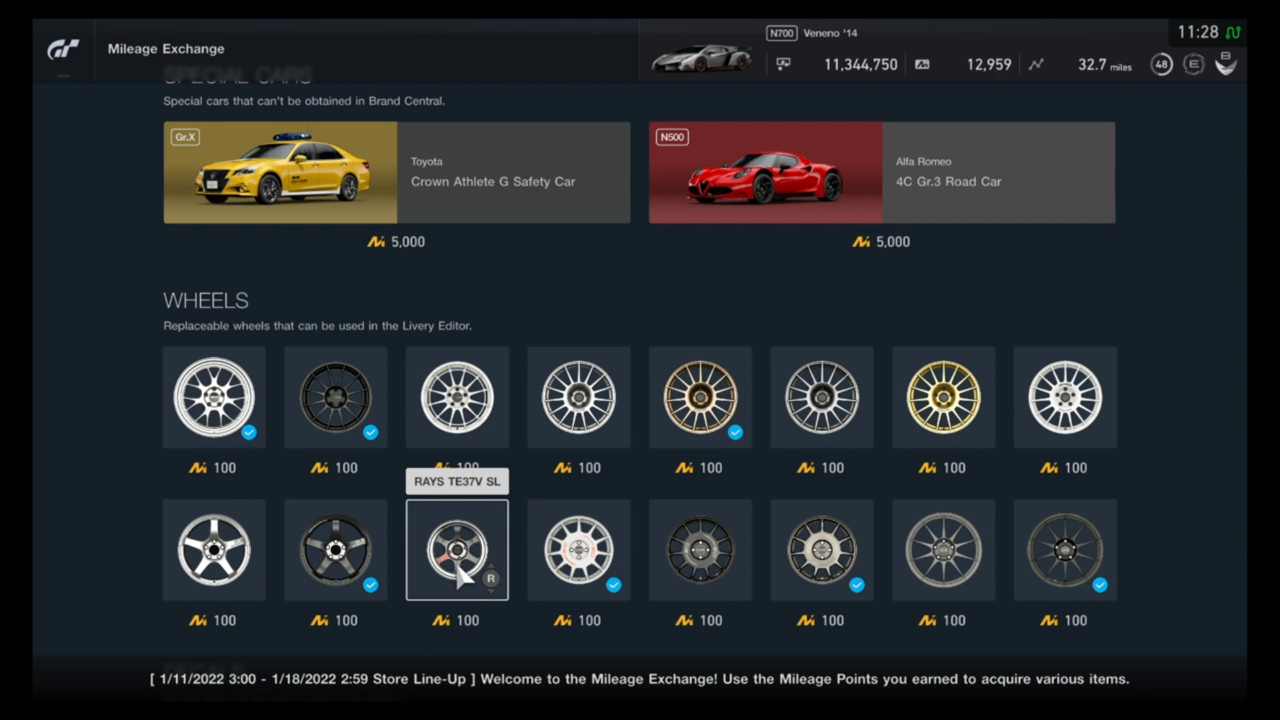 Mileage Exchange
N700 Veneno '14
11:28
11,344,750
12,959
32.7 miles
48
E
B
SPECIAL CARS
Special cars that can't be obtained in Brand Central.
Gr.X
Toyota
Crown Athlete G Safety Car
N500
Alfa Romeo
4C Gr.3 Road Car
5,000
5,000
WHEELS
Replaceable wheels that can be used in the Livery Editor.
100 100 100 100 100 100 100 100
RAYS TE37V SL
R
100 100 100 100 100 100 100 100
DECALS
[ 1/11/2022 3:00 - 1/18/2022 2:59 Store Line-Up ] Welcome to the Mileage Exchange! Use the Mileage Points you earned to acquire various items.